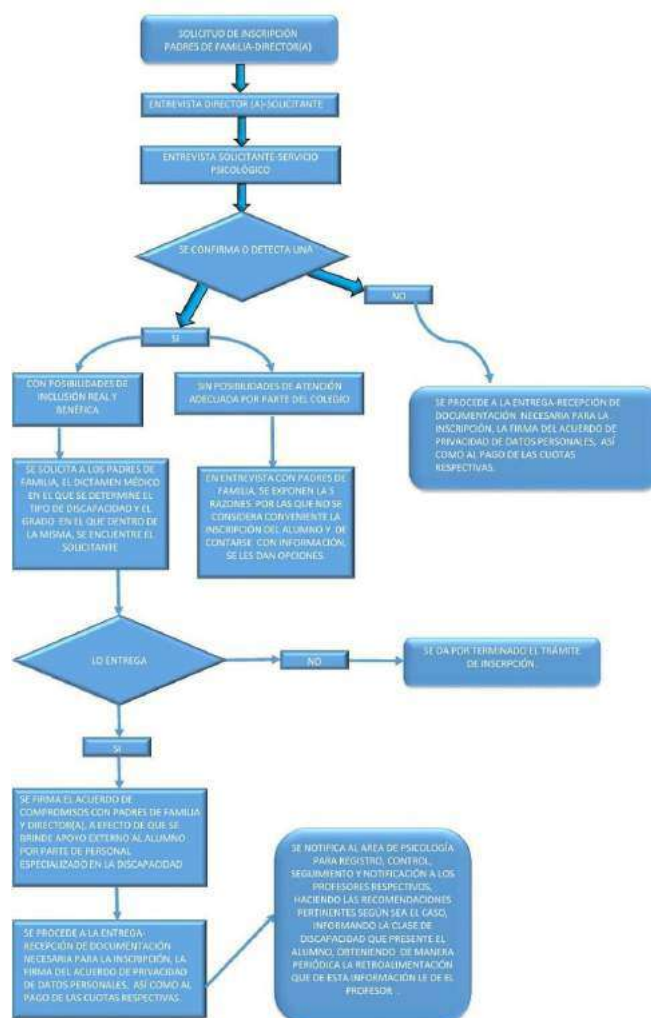 SOLICITUD DE INSCRIPCIÓN
PADRES DE FAMILIA-DIRECTOR(A)
ENTREVISTA DIRECTOR (A)-SOLICITANTE
ENTREVISTA SOLICITANTE-SERVICIO
PSICOLÓGICO
SE CONFIRMA O DETECTA UNA
NO
SI
CON POSIBILIDADES DE
INCLUSIÓN REAL Y
BENÉFICA
SIN POSIBILIDADES DE ATENCIÓN
ADECUADA POR PARTE DEL COLEGIO
SE PROCEDE A LA ENTREGA-RECEPCIÓN DE
DOCUMENTACIÓN NECESARIA PARA LA
INSCRIPCIÓN, LA FIRMA DEL ACUERDO DE
PRIVACIDAD DE DATOS PERSONALES, ASÍ
COMO AL PAGO DE LAS CUOTAS
RESPECTIVAS.
SE SOLICITA A LOS PADRES DE
FAMILIA, EL DICTAMEN MÉDICO
EN EL QUE SE DETERMINE EL
TIPO DE DISCAPACIDAD Y EL
GRADO EN EL QUE DENTRO DE
LA MISMA, SE ENCUENTRE EL
SOLICITANTE
EN ENTREVISTA CON PADRES DE
FAMILIA, SE EXPONEN LA S
RAZONES POR LAS QUE NO SE
CONSIDERA CONVENIENTE LA
INSCRIPCIÓN DEL ALUMNO Y DE
CONTARSE CON INFORMACIÓN,
SE LES DAN OPCIONES.
LO ENTREGA
NO
SE DA POR TERMINADO EL TRÁMITE
DE INSCRIPCIÓN.
SI
SE FIRMA EL ACUERDO DE
COMPROMISOS CON PADRES DE FAMILIA
Y DIRECTOR(A), A EFECTO DE QUE SE
BRINDE APOYO EXTERNO AL ALUMNO
POR PARTE DE PERSONAL
ESPECIALIZADO EN LA DISCAPACIDAD
SE PROCEDE A LA ENTREGA-
RECEPCIÓN DE DOCUMENTACIÓN
NECESARIA PARA LA INSCRIPCIÓN, LA
FIRMA DEL ACUERDO DE PRIVACIDAD
DE DATOS PERSONALES, ASÍ COMO AL
PAGO DE LAS CUOTAS RESPECTIVAS.
SE NOTIFICA AL AREA DE PSICOLOGÍA
PARA REGISTRO, CONTROL,
SEGUIMIENTO Y NOTIFICACIÓN A LOS
PROFESORES RESPECTIVOS,
HACIENDO LAS RECOMENDACIONES
PERTINENTES SEGÚN SEA EL CASO,
INFORMANDO LA CLASE DE
DISCAPACIDAD QUE PRESENTE EL
ALUMNO, OBTENIENDO DE MANERA
PERIÓDICA LA RETROALIMENTACIÓN
QUE DE ESTA INFORMACIÓN LE DE EL
PROFESOR .